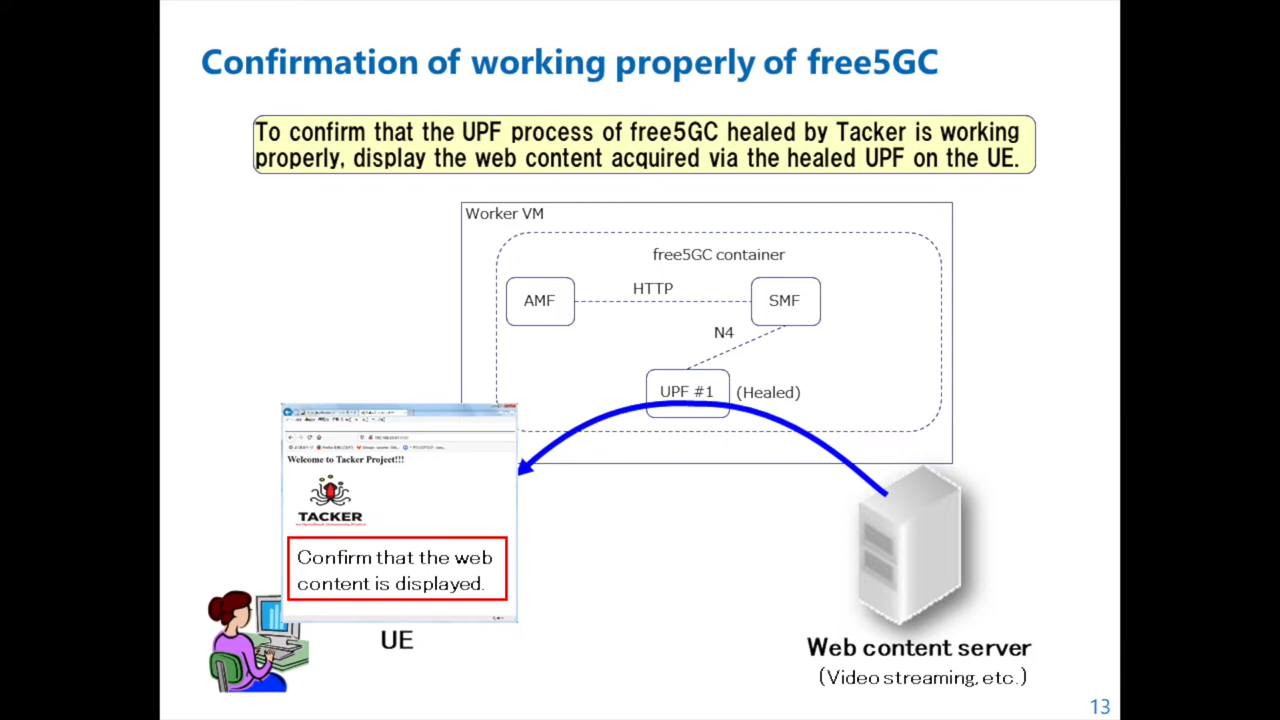 Confirmation of working properly of free5GC
To confirm that the UPF process of free5GC healed by Tacker is working
properly, display the web content acquired via the healed UPF on the UE.
Worker VM
free5GC container
AMF
HTTP
SMF
N4
UPF #1
(Healed)
Welcome to Tacker Project!!!
TACKER
Confirm that the web
content is displayed.
UE
Web content server
(Video streaming, etc.)
13